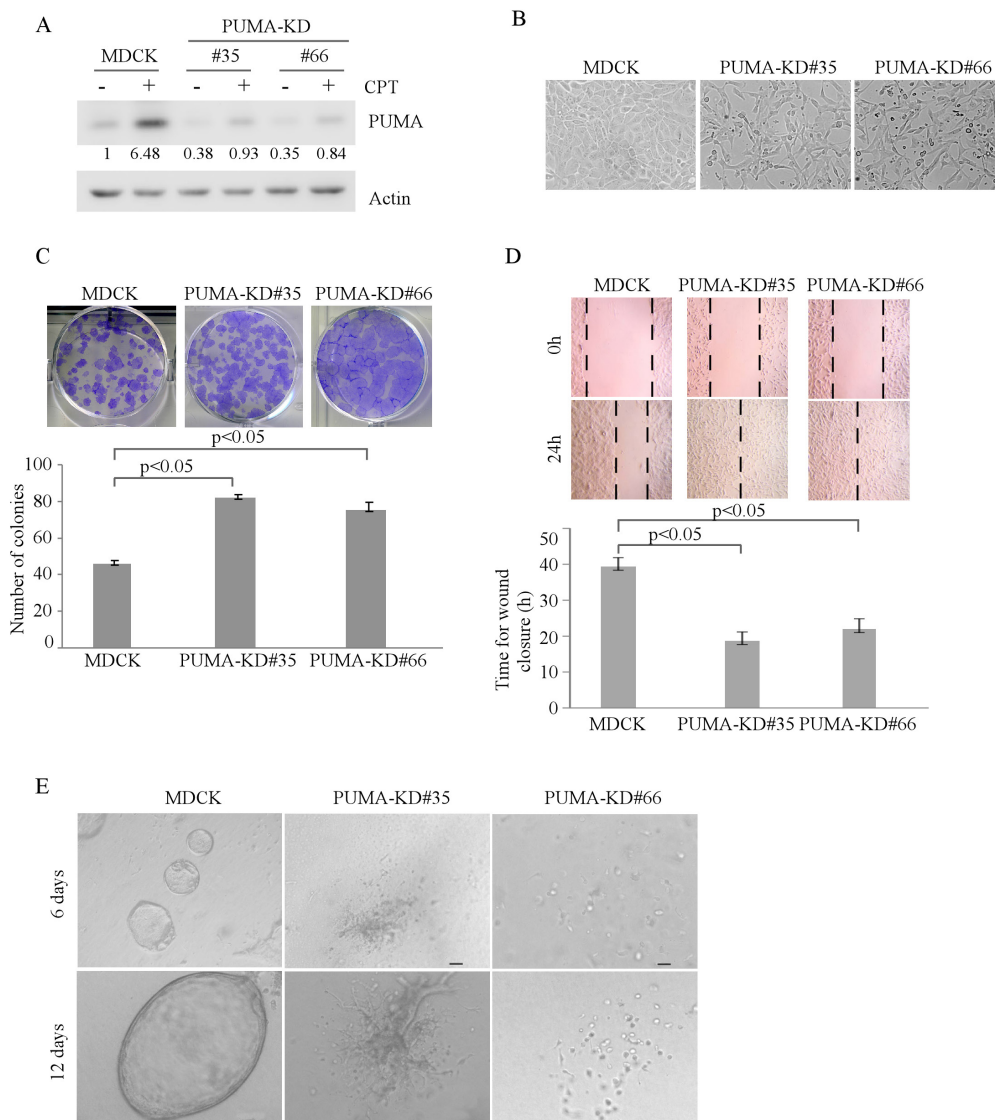 A
PUMA-KD
MDCK #35 #66
- + - + - + CPT
PUMA
1 6.48 0.38 0.93 0.35 0.84
Actin
B
MDCK PUMA-KD#35 PUMA-KD#66
C
MDCK PUMA-KD#35 PUMA-KD#66
p<0.05
p<0.05
Number of colonies
100
80
60
40
20
0
MDCK PUMA-KD#35 PUMA-KD#66
D
MDCK PUMA-KD#35 PUMA-KD#66
0h
24h
p<0.05
p<0.05
Time for wound
closure (h)
50
40
30
20
10
0
MDCK PUMA-KD#35 PUMA-KD#66
E
MDCK PUMA-KD#35 PUMA-KD#66
6 days
12 days